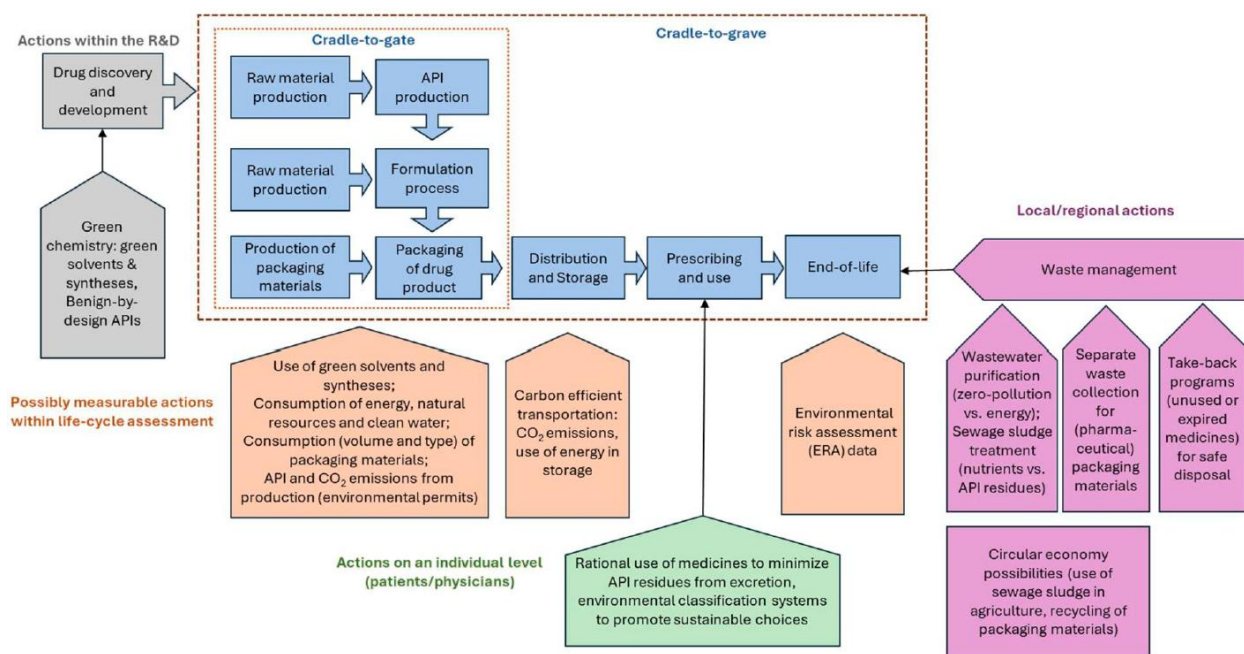 Actions within the R&D
Drug discovery
and
development
Green
chemistry: green
solvents &
syntheses,
Benign-by-
design APIs
Cradle-to-gate
Cradle-to-grave
Raw material
production
API
production
Raw material
production
Formulation
process
Production of
packaging
materials
Packaging
of drug
product
Distribution
and Storage
Prescribing
and use
End-of-life
Local/regional actions
Waste management
Wastewater
purification
(zero-pollution
vs. energy);
Sewage sludge
treatment
(nutrients vs.
API residues)
Separate
waste
collection
for
(pharma-
ceutical)
packaging
materials
Take-back
programs
(unused or
expired
medicines)
for safe
disposal
Circular economy
possibilities (use of
sewage sludge in
agriculture, recycling of
packaging materials)
Possibly measurable actions
within life-cycle assessment
Use of green solvents and
syntheses;
Consumption of energy, natural
resources and clean water;
Consumption (volume and type) of
packaging materials;
API and CO₂ emissions from
production (environmental permits)
Carbon efficient
transportation:
CO₂ emissions,
use of energy in
storage
Environmental
risk assessment
(ERA) data
Actions on an individual level
(patients/physicians)
Rational use of medicines to minimize
API residues from excretion,
environmental classification systems
to promote sustainable choices